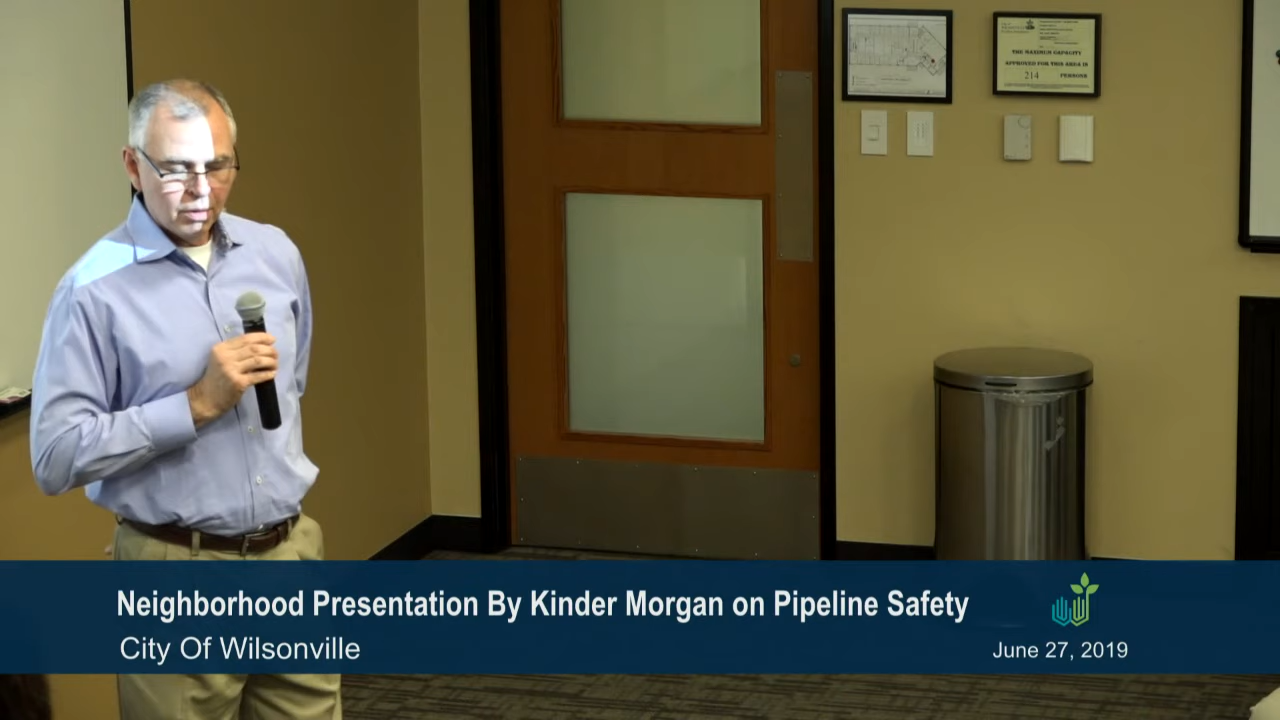 THE MAXIMUM CAPACITY
APPROVED FOR THIS AREA IS
214 PERSONS
Neighborhood Presentation By Kinder Morgan on Pipeline Safety
City Of Wilsonville
June 27, 2019